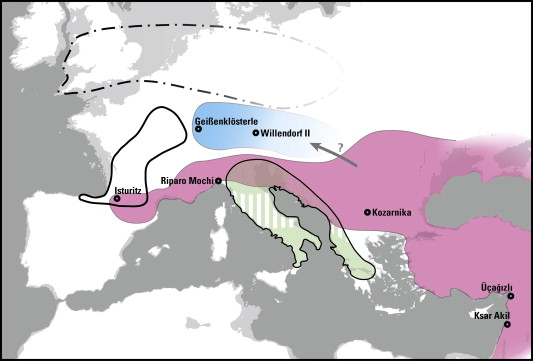 Geißenklösterle
Willendorf II
?
Riparo Mochi
Isturitz
Kozarnika
Üçağızlı
Ksar Akil